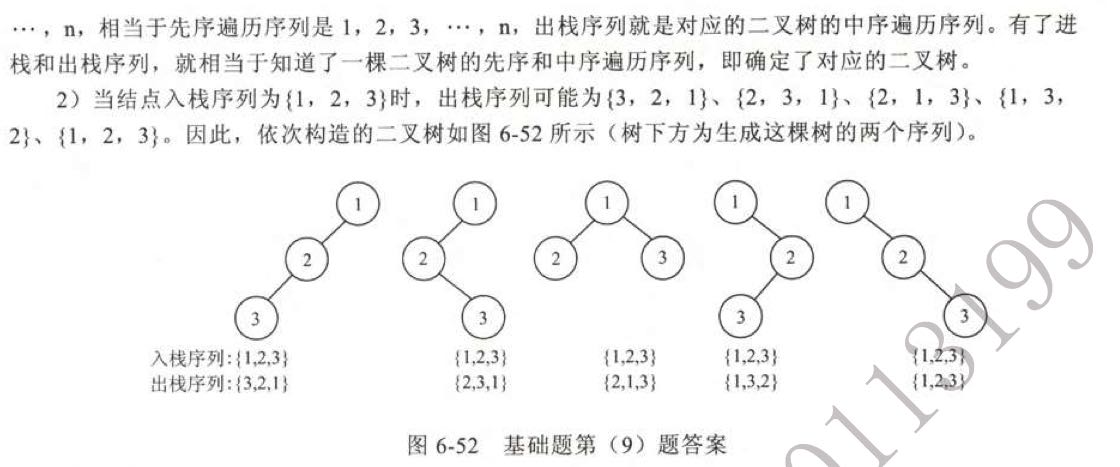 …，n，相当于先序遍历序列是 1，2，3，…，n，出栈序列就是对应的二叉树的中序遍历序列。有了进
栈和出栈序列，就相当于知道了一棵二叉树的先序和中序遍历序列，即确定了对应的二叉树。
2）当结点入栈序列为{1，2，3}时，出栈序列可能为{3，2，1}、{2，3，1}、{2，1，3}、{1，3，
2}、{1，2，3}。因此，依次构造的二叉树如图 6-52 所示（树下方为生成这棵树的两个序列）。
1 1 1 1 1
2 2 2 3 2 2
3 3 3 3
入栈序列:{1,2,3} {1,2,3} {1,2,3} {1,2,3} {1,2,3}
出栈序列:{3,2,1} {2,3,1} {2,1,3} {1,3,2} {1,2,3}
图 6-52 基础题第（9）题答案